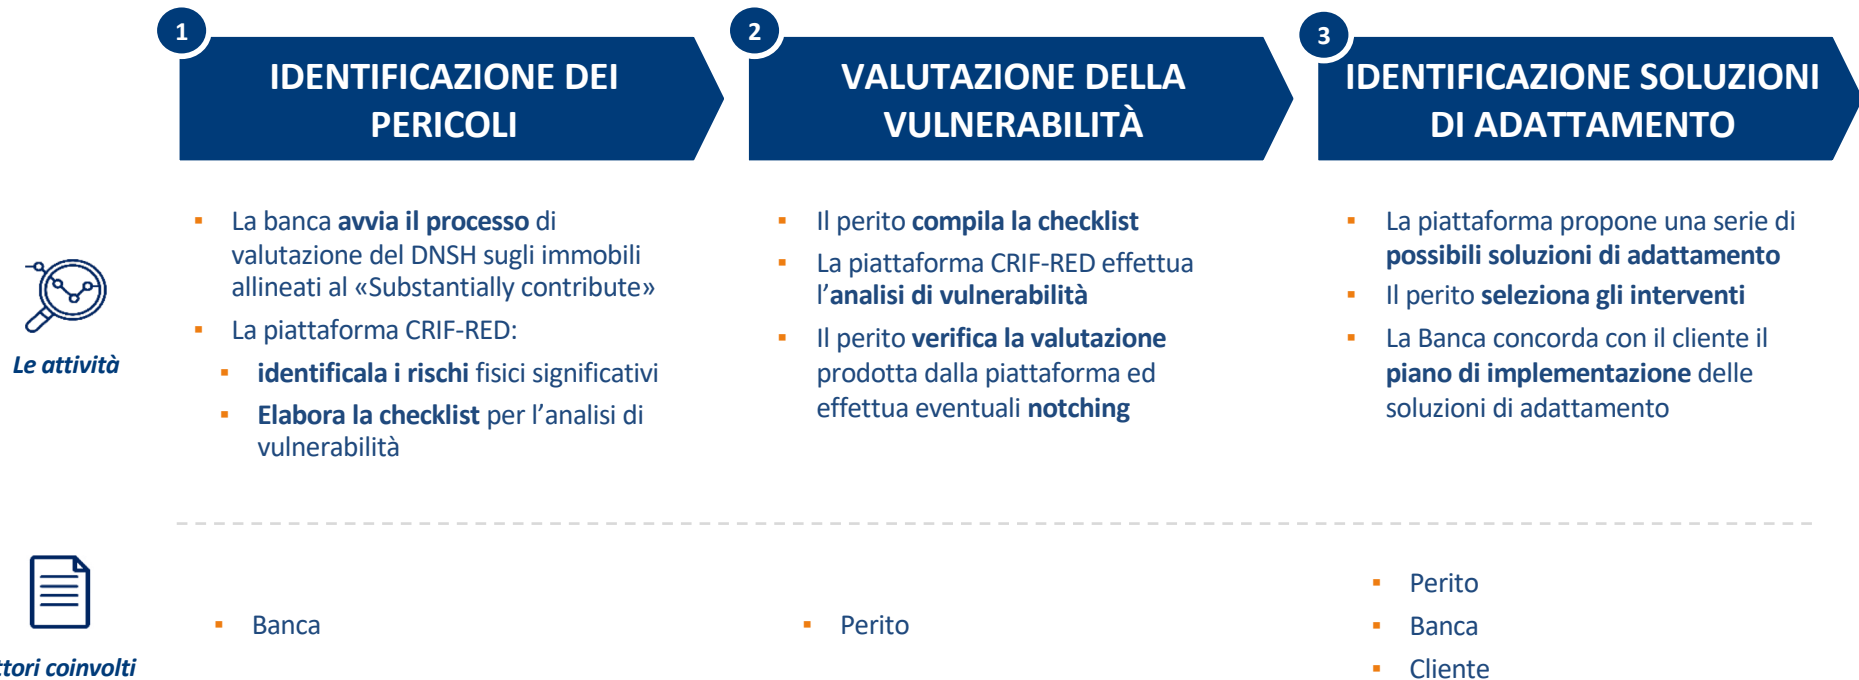 1
IDENTIFICAZIONE DEI
PERICOLI
2
VALUTAZIONE DELLA
VULNERABILITÀ
3
IDENTIFICAZIONE SOLUZIONI
DI ADATTAMENTO
Le attività
▪ La banca avvia il processo di
valutazione del DNSH sugli immobili
allineati al «Substantially contribute»
▪ La piattaforma CRIF-RED:
▪ identificala i rischi fisici significativi
▪ Elabora la checklist per l’analisi di
vulnerabilità
▪ Il perito compila la checklist
▪ La piattaforma CRIF-RED effettua
l’analisi di vulnerabilità
▪ Il perito verifica la valutazione
prodotta dalla piattaforma ed
effettua eventuali notching
▪ La piattaforma propone una serie di
possibili soluzioni di adattamento
▪ Il perito seleziona gli interventi
▪ La Banca concorda con il cliente il
piano di implementazione delle
soluzioni di adattamento
ttori coinvolti
▪ Banca
▪ Perito
▪ Perito
▪ Banca
▪ Cliente